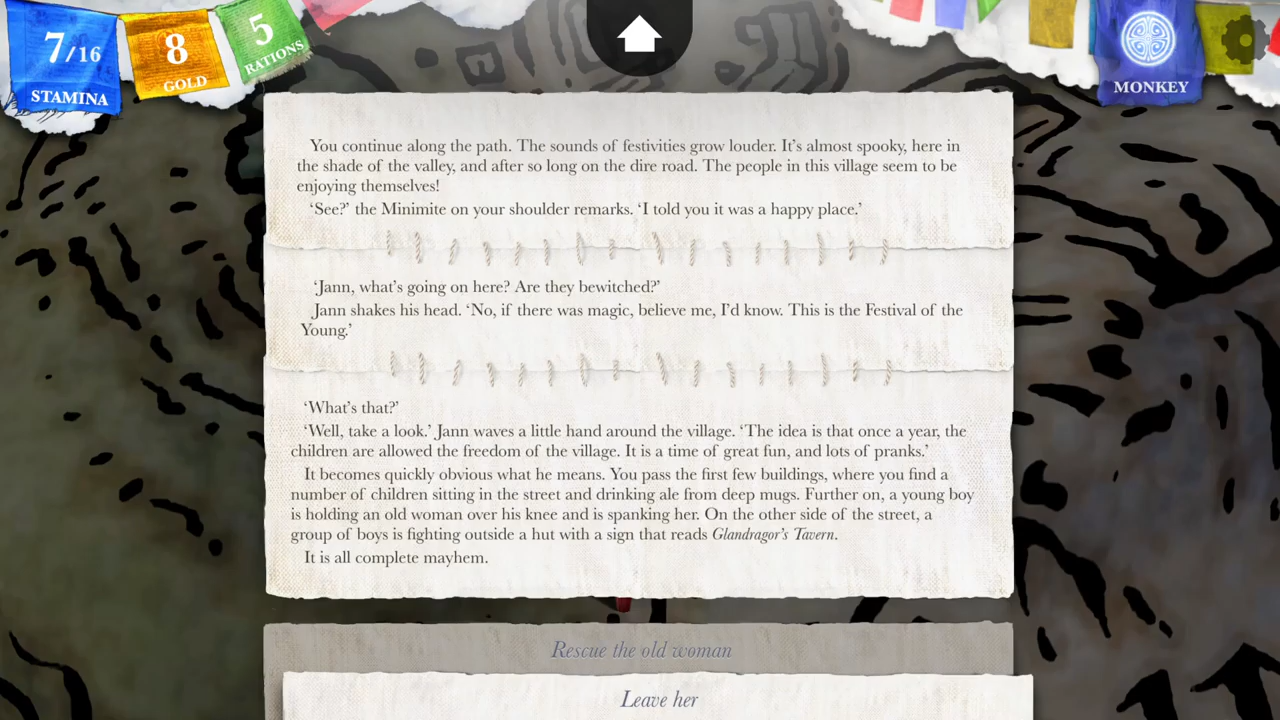 7/16
STAMINA
8
GOLD
5
RATIONS
MONKEY
You continue along the path. The sounds of festivities grow louder. It’s almost spooky, here in
the shade of the valley, and after so long on the dire road. The people in this village seem to be
enjoying themselves!
‘See?’ the Minimite on your shoulder remarks. ‘I told you it was a happy place.’
‘Jann, what’s going on here? Are they bewitched?’
Jann shakes his head. ‘No, if there was magic, believe me, I’d know. This is the Festival of the
Young.’
‘What’s that?’
‘Well, take a look.’ Jann waves a little hand around the village. ‘The idea is that once a year, the
children are allowed the freedom of the village. It is a time of great fun, and lots of pranks.’
It becomes quickly obvious what he means. You pass the first few buildings, where you find a
number of children sitting in the street and drinking ale from deep mugs. Further on, a young boy
is holding an old woman over his knee and is spanking her. On the other side of the street, a
group of boys is fighting outside a hut with a sign that reads Glandragor’s Tavern.
It is all complete mayhem.
Rescue the old woman
Leave her